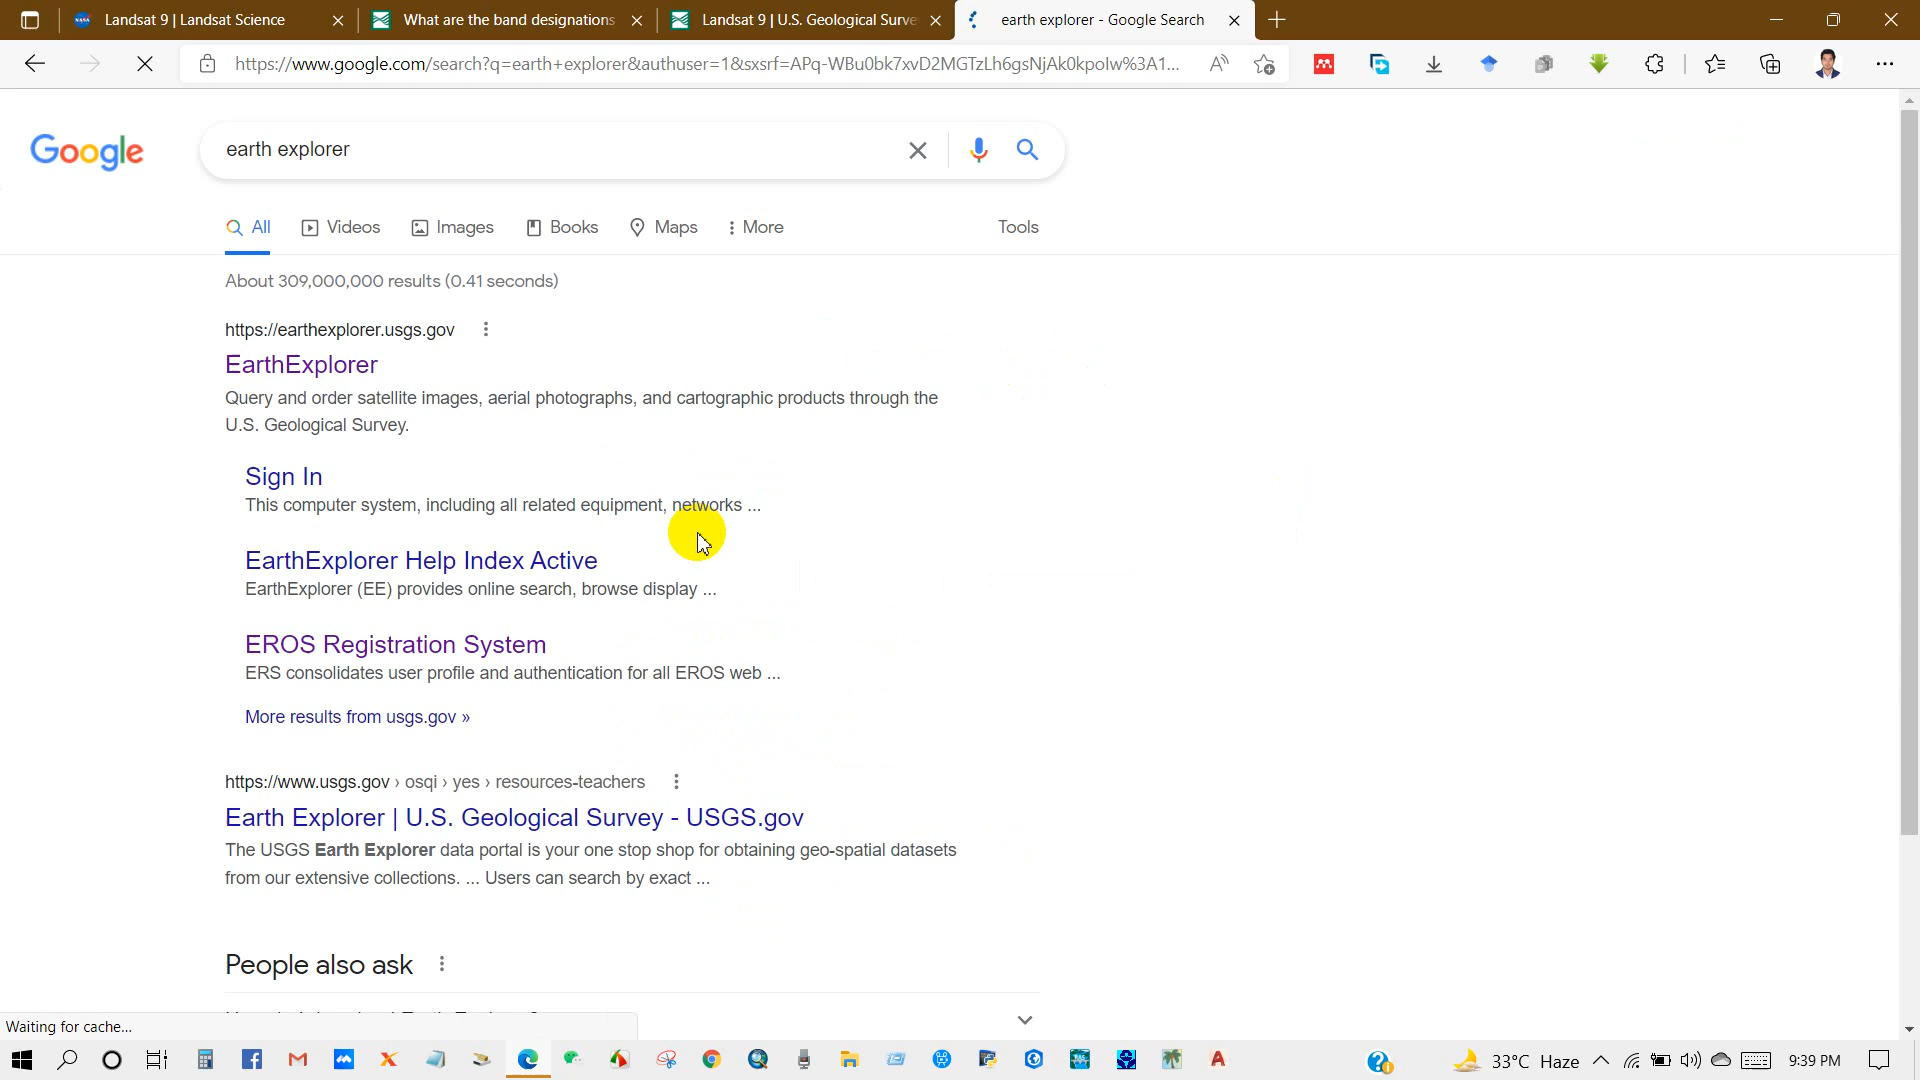 Landsat 9 | Landsat Science
What are the band designations
Landsat 9 | U.S. Geological Surve
earth explorer - Google Search
https://www.google.com/search?q=earth+explorer&authuser=1&sxsrf=APq-WBu0bk7xvD2MGTzLh6gsNjAk0kpolw%3A1...
Google
earth explorer
All
Videos
Images
Books
Maps
More
Tools
About 309,000,000 results (0.41 seconds)
https://earthexplorer.usgs.gov
EarthExplorer
Query and order satellite images, aerial photographs, and cartographic products through the
U.S. Geological Survey.
Sign In
This computer system, including all related equipment, networks ...
EarthExplorer Help Index Active
EarthExplorer (EE) provides online search, browse display ...
EROS Registration System
ERS consolidates user profile and authentication for all EROS web ...
More results from usgs.gov »
https://www.usgs.gov › osqi › yes › resources-teachers
Earth Explorer | U.S. Geological Survey - USGS.gov
The USGS Earth Explorer data portal is your one stop shop for obtaining geo-spatial datasets
from our extensive collections. ... Users can search by exact ...
People also ask
Waiting for cache...
33°C Haze
9:39 PM